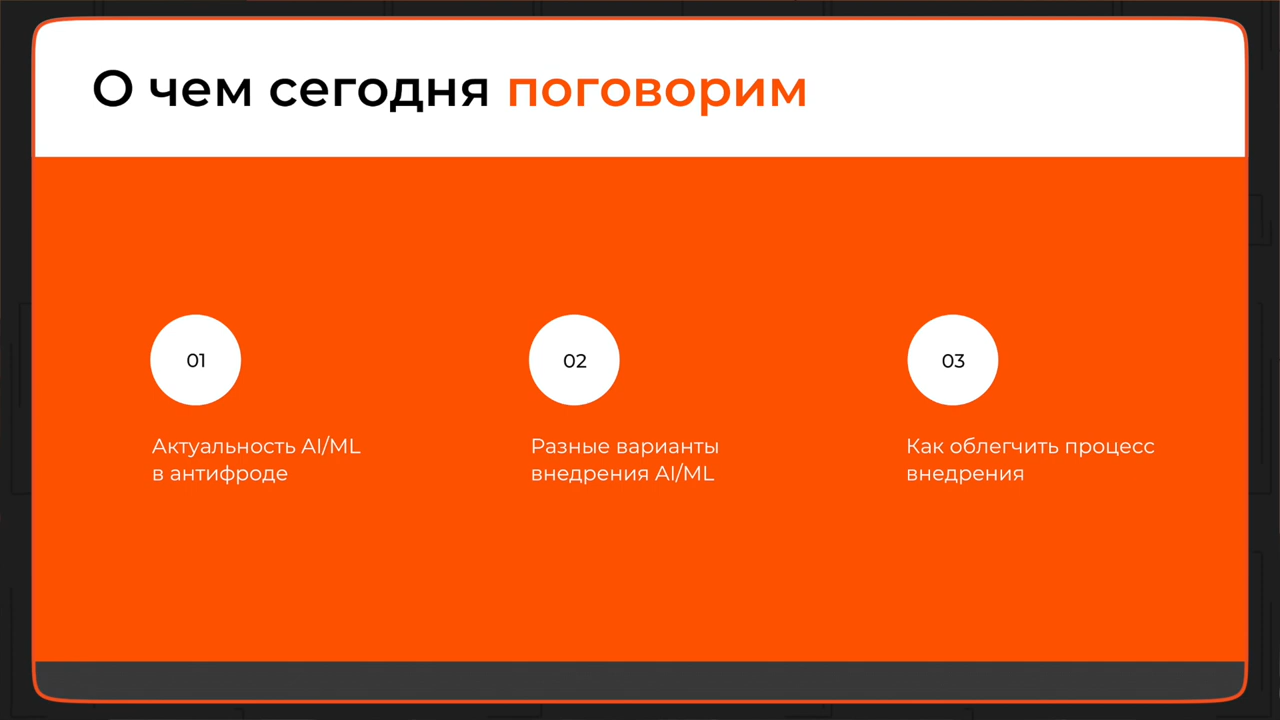 О чем сегодня поговорим
01
Актуальность AI/ML
в антифроде
02
Разные варианты
внедрения AI/ML
03
Как облегчить процесс
внедрения